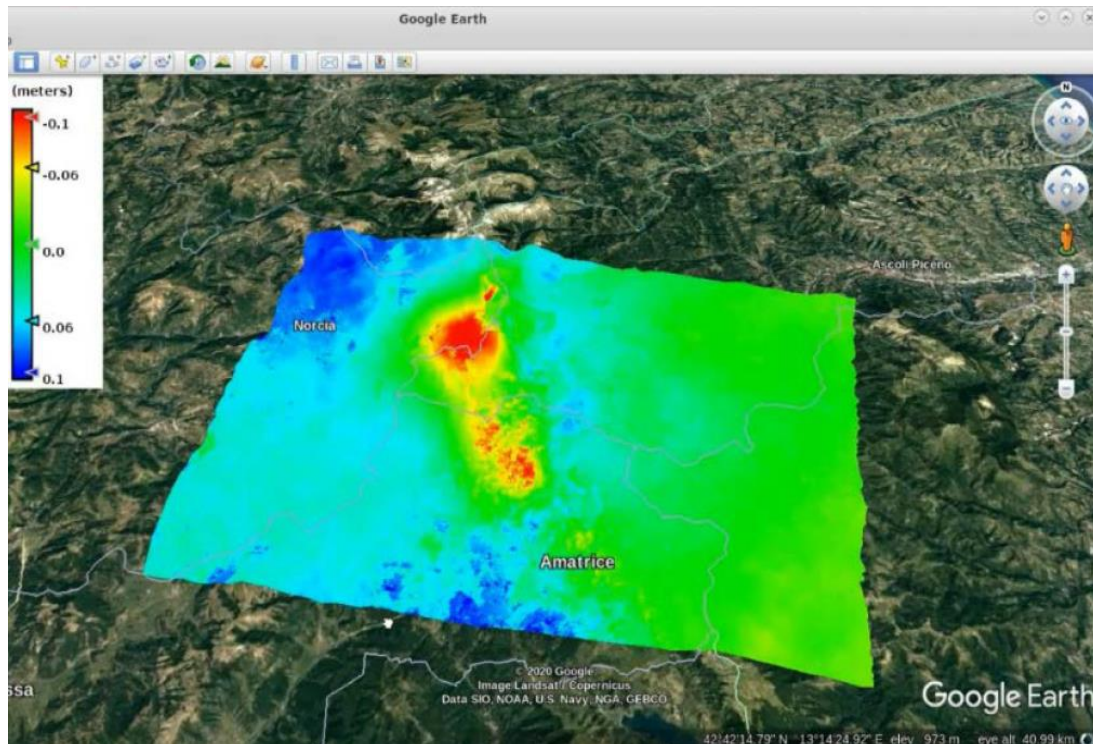 Google Earth
(meters)
-0.1
-0.06
0.0
0.06
0.1
N
Ascoli Piceno
Norcia
Amatrice
ssa
© 2020 Google
Image Landsat / Copernicus
Data SIO, NOAA, U.S. Navy, NGA, GEBCO
Google Earth
42°42'14.79" N 13°14'24.92" E elev 973 m eye alt 40.99 km